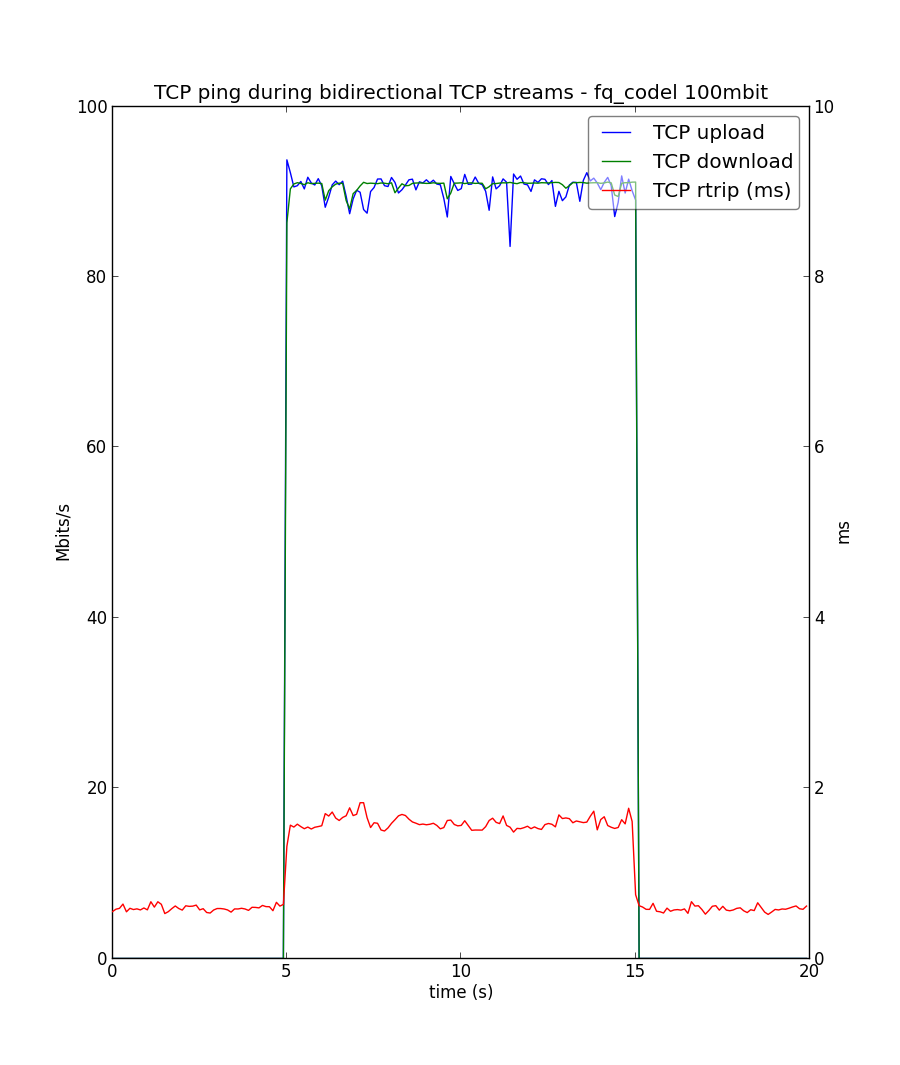 TCP ping during bidirectional TCP streams - fq_codel 100mbit
100
10
TCP upload
TCP download
TCP rtrip (ms)
80
8
60
6
Mbits/s
ms
40
4
20
2
0
0
0
5
10
15
20
time (s)